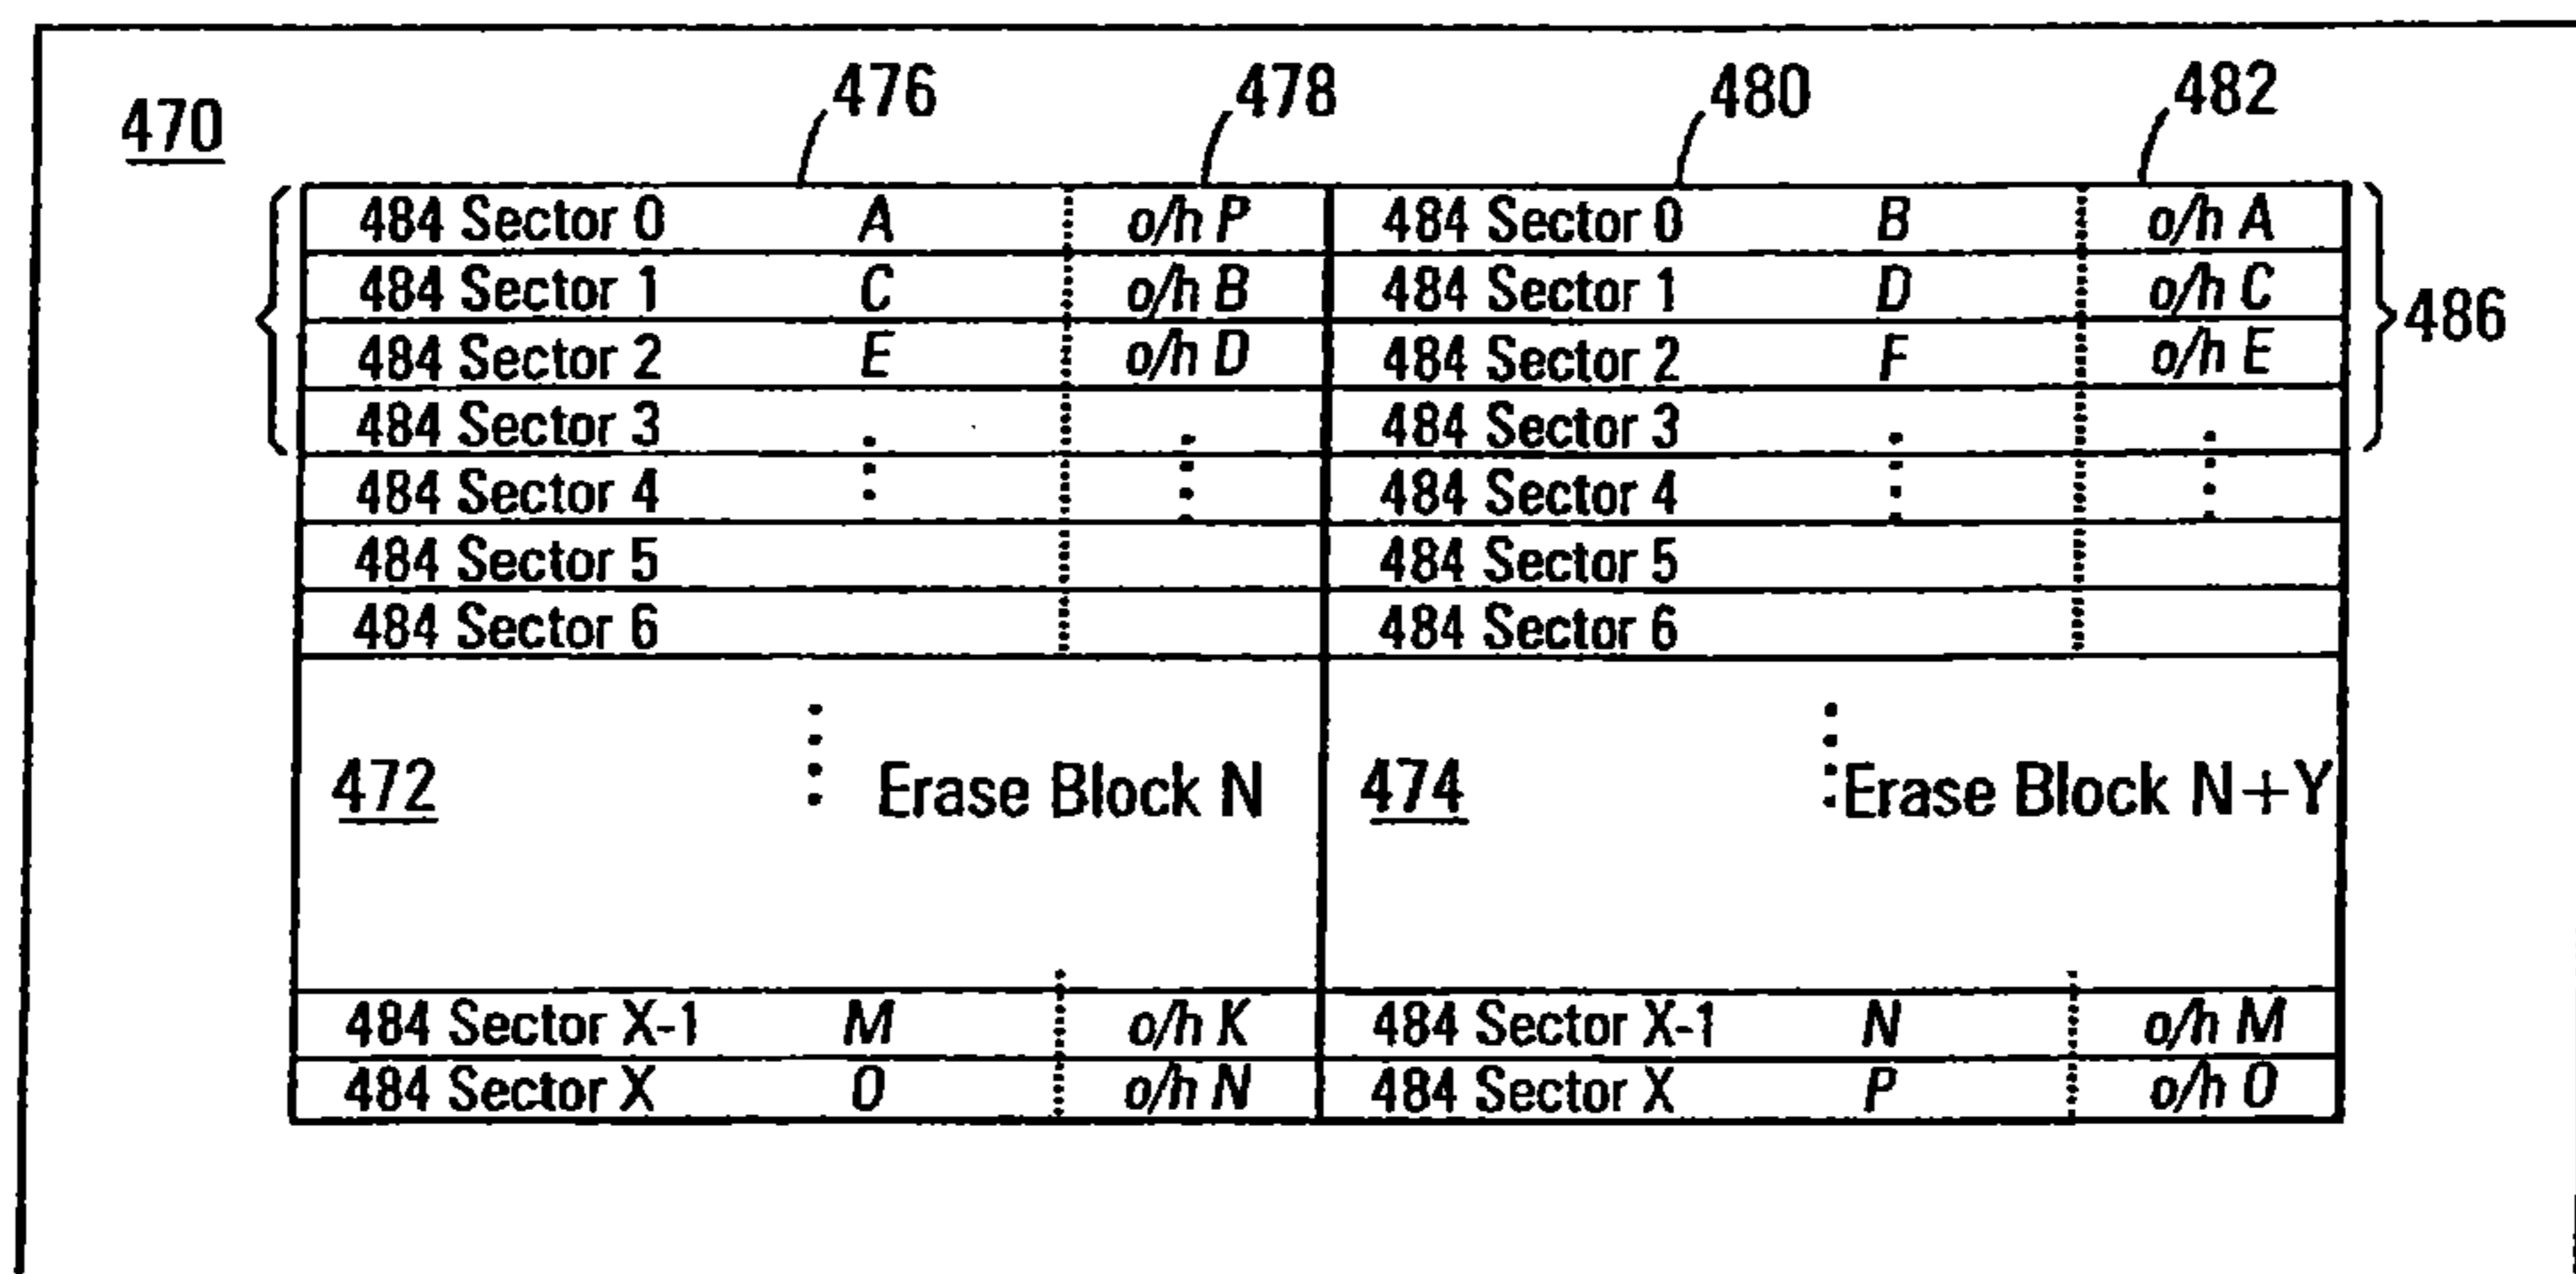 470 476 478 480 482
484 Sector 0 A o/h P 484 Sector 0 B o/h A
484 Sector 1 C o/h B 484 Sector 1 D o/h C
486
484 Sector 2 E o/h D 484 Sector 2 F o/h E
484 Sector 3 484 Sector 3
484 Sector 4 484 Sector 4
484 Sector 5 484 Sector 5
484 Sector 6 484 Sector 6
472 Erase Block N 474 Erase Block N+Y
484 Sector X-1 M o/h K 484 Sector X-1 N o/h M
484 Sector X O o/h N 484 Sector X P o/h O